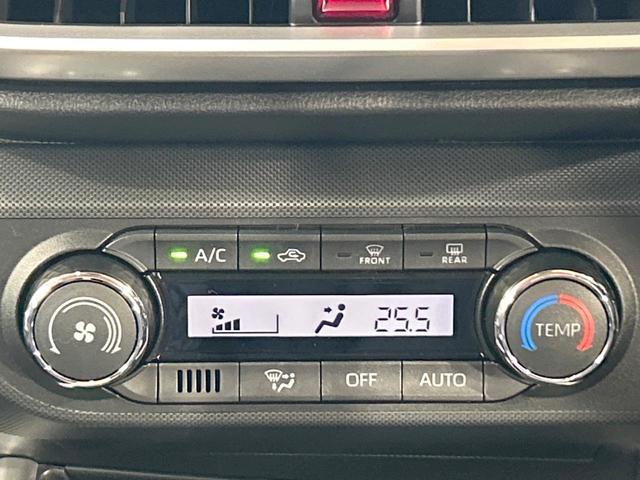 A/C
FRONT
REAR
25.5
TEMP
OFF
AUTO